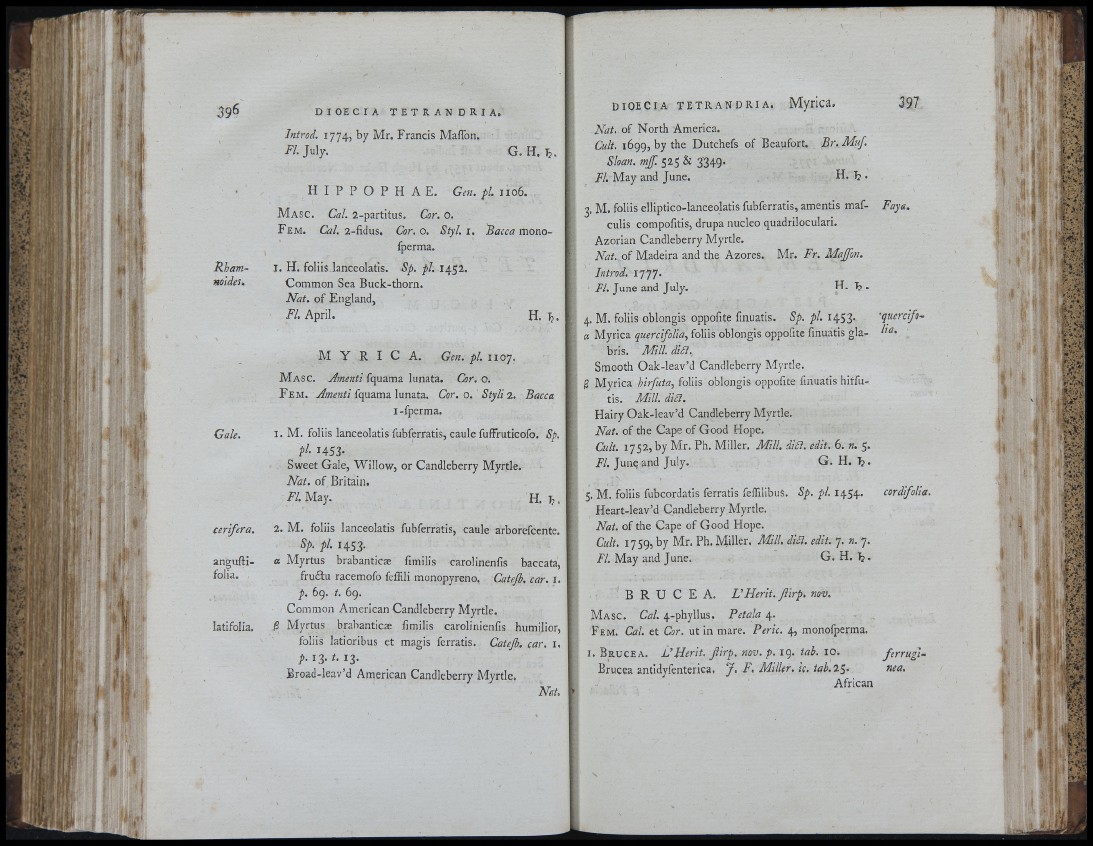 396
DIOECIA TETRANDRIA.
Introd. 1774, by Mr. Francis Maſſon.
Fl. July. G. H. ♄.
HIPPOPHAE. Gen. pl. 1106.
MASC. Cal. 2-partitus. Cor. 0.
FEM. Cal. 2-fidus. Cor. 0. Styl. 1. Bacca mono-
ſperma.
Rham- 1. H. foliis lanceolatis. Sp. pl. 1452.
noides. Common Sea Buck-thorn.
Nat. of England,
Fl. April. H. ♄.
MYRICA. Gen. pl. 1107.
MASC. Amenti ſquama lunata. Cor. 0.
FEM. Amenti ſquama lunata. Cor. 0. Styli 2. Bacca
1-ſperma.
Gale. 1. M. foliis lanceolatis ſubſerratis, caule ſuffruticoſo. Sp.
pl. 1453.
Sweet Gale, Willow, or Candleberry Myrtle.
Nat. of Britain.
Fl. May. H. ♄.
cerifera. 2. M. foliis lanceolatis ſubſerratis, caule arboreſcente.
Sp. pl. 1453.
anguſti- α Myrtus brabanticæ ſimilis carolinenſis baccata,
folia. fructu racemoſo ſeſſili monopyreno. Cateſb. car. 1.
p. 69. t. 69.
Common American Candleberry Myrtle.
latifolia. β Myrtus brabanticæ ſimilis carolinienſis humilior,
foliis latioribus et magis ſerratis. Cateſb. car. 1.
p. 13. t. 13.
Broad-leav'd American Candleberry Myrtle.
Nat.
DIOECIA TETRANDRIA. Myrica. 397
Nat. of North America.
Cult. 1699, by the Dutcheſs of Beaufort. Br. Muſ.
Sloan. mſſ. 525 & 3349.
Fl. May and June. H. ♄.
3. M. foliis elliptico-lanceolatis ſubſerratis, amentis maſ- Faya.
culis compoſitis, drupa nucleo quadriloculari.
Azorian Candleberry Myrtle.
Nat. of Madeira and the Azores. Mr. Fr. Maſſon.
Introd. 1777.
Fl. June and July. H. ♄.
4. M. foliis oblongis oppoſite ſinuatis. Sp. pl. 1453. quercifo-
α Myrica quercifolia, foliis oblongis oppoſite ſinuatis gla- lia.
bris. Mill. dict.
Smooth Oak-leav'd Candleberry Myrtle.
β Myrica hirſuta, foliis oblongis oppoſite ſinuatis hirſu-
tis. Mill. dict.
Hairy Oak-leav'd Candleberry Myrtle.
Nat. of the Cape of Good Hope.
Cult. 1752, by Mr. Ph. Miller. Mill. dict. edit. 6. n. 5.
Fl. June and July. G. H. ♄.
5. M. foliis ſubcordatis ſerratis ſeſſilibus. Sp. pl. 1454. cordifolia.
Heart-leav'd Candleberry Myrtle.
Nat. of the Cape of Good Hope.
Cult. 1759, by Mr. Ph. Miller. Mill. dict. edit. 7. n. 7.
Fl. May and June. G. H. ♄.
BRUCEA. L'Herit. ſtirp. nov.
MASC. Cal. 4-phyllus. Petala 4.
FEM. Cal. et Cor. ut in mare. Peric. 4, monoſperma.
1. BRUCEA. L'Herit. ſtirp. nov. p. 19. tab. 10. ferrugi-
Brucea antidyſenterica. J. F. Miller. ic. tab. 25. nea.
African